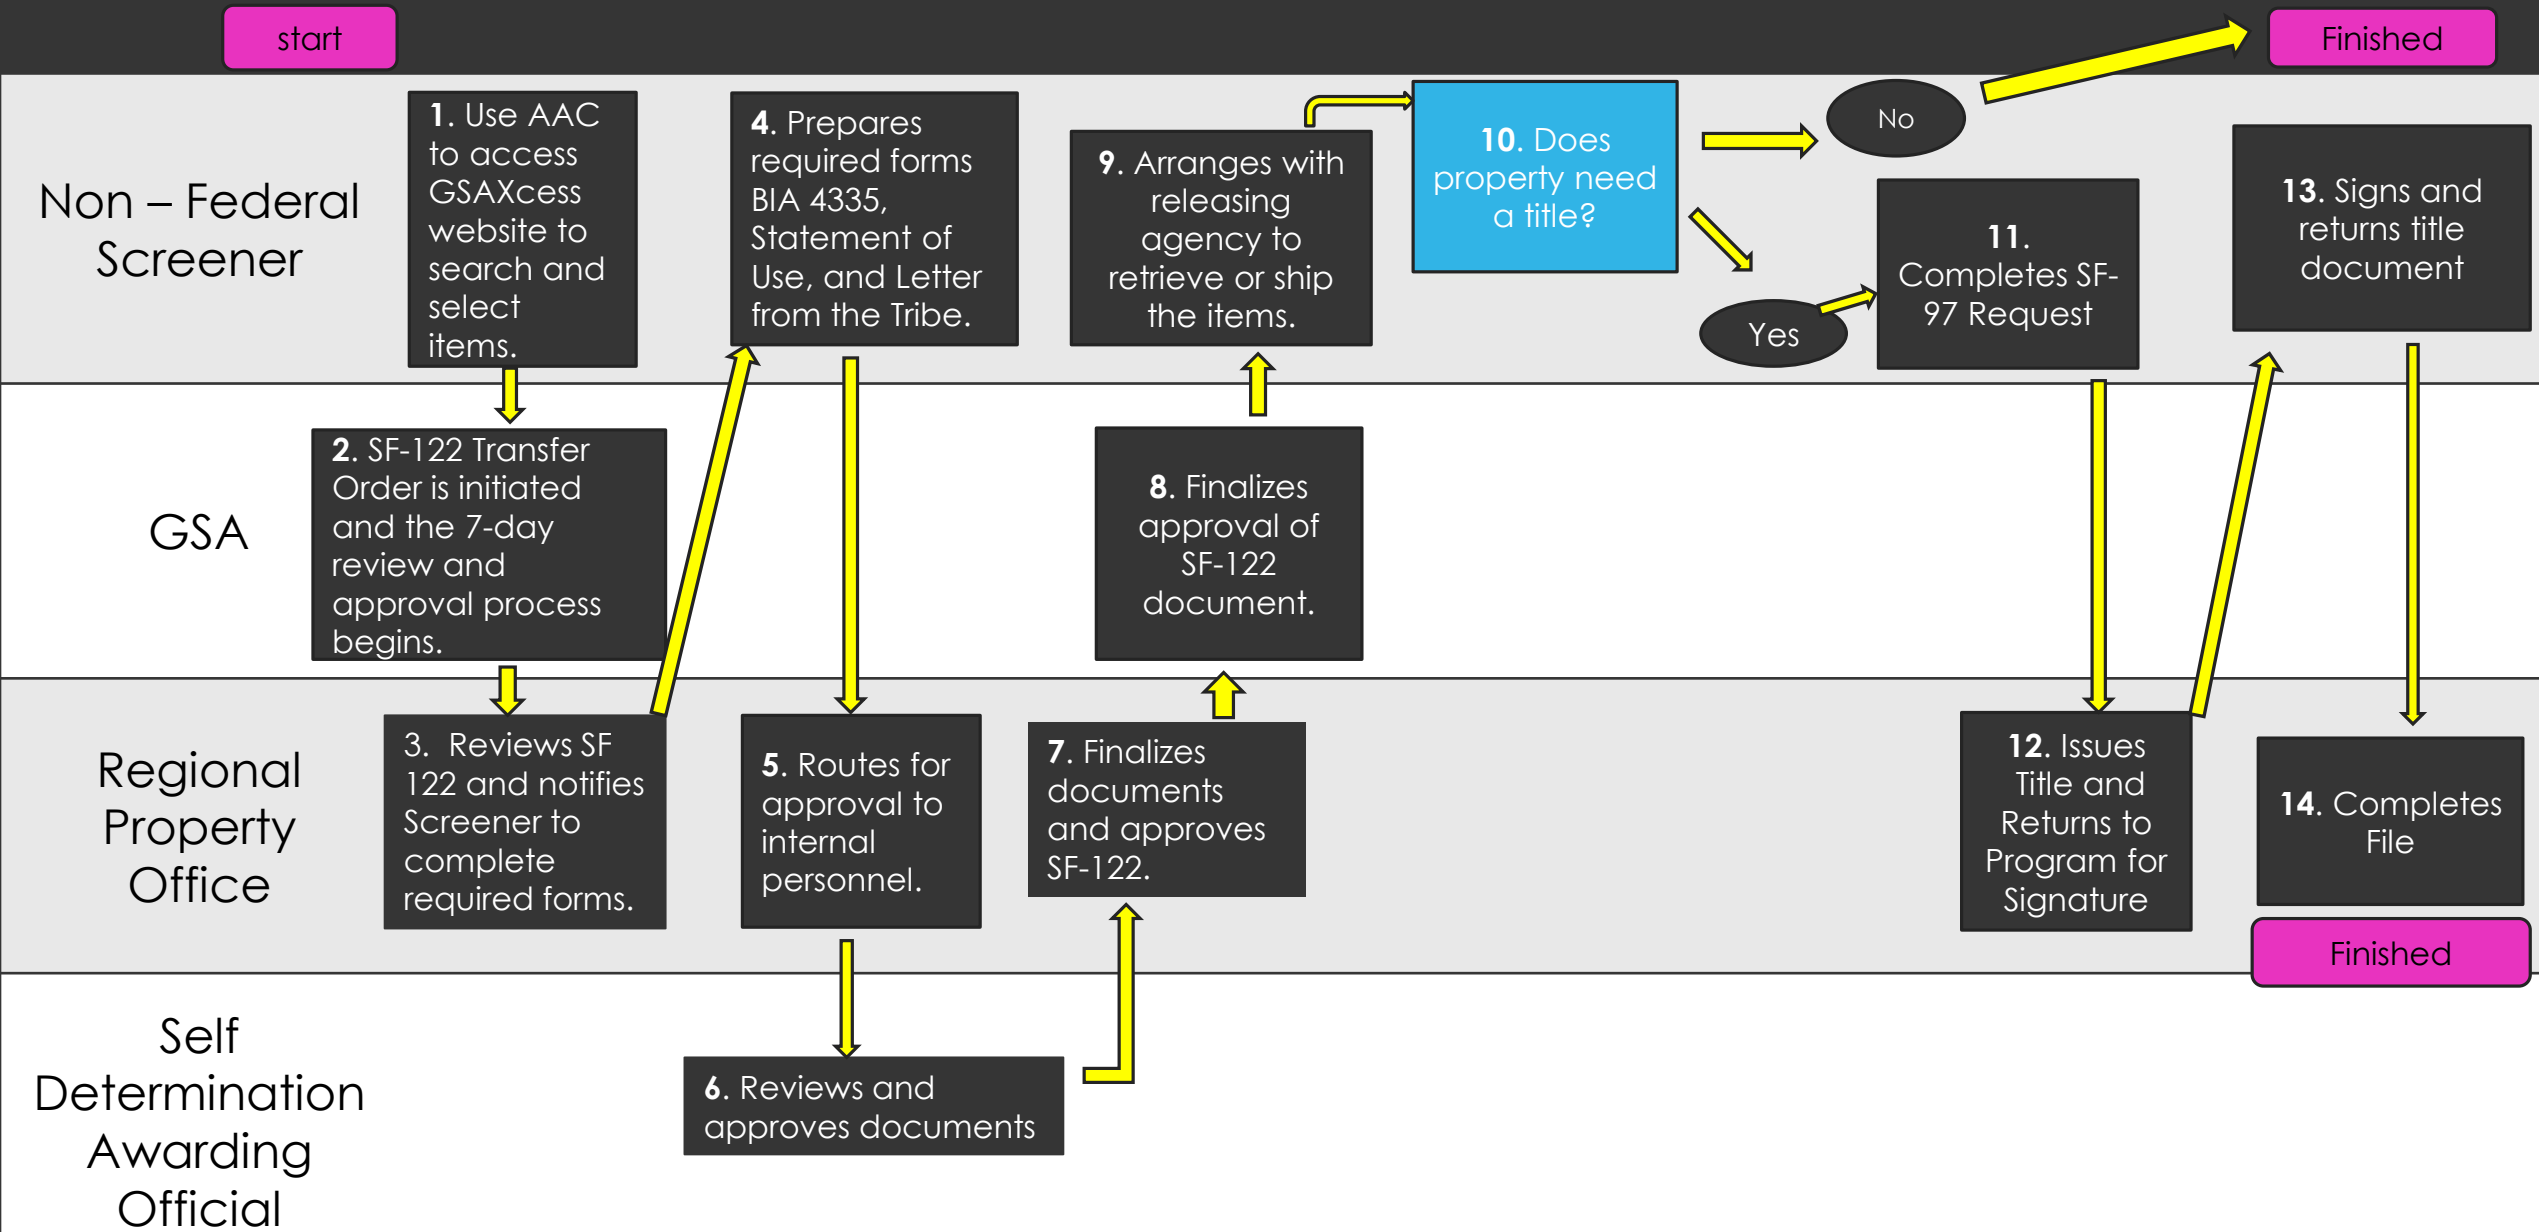 start
Finished
Non – Federal
Screener
1. Use AAC
to access
GSAXcess
website to
search and
select
items.
4. Prepares
required forms
BIA 4335,
Statement of
Use, and Letter
from the Tribe.
9. Arranges with
releasing
agency to
retrieve or ship
the items.
10. Does
property need
a title?
No
Yes
11.
Completes SF-
97 Request
13. Signs and
returns title
document
GSA
2. SF-122 Transfer
Order is initiated
and the 7-day
review and
approval process
begins.
8. Finalizes
approval of
SF-122
document.
Regional
Property
Office
3. Reviews SF
122 and notifies
Screener to
complete
required forms.
5. Routes for
approval to
internal
personnel.
7. Finalizes
documents
and approves
SF-122.
12. Issues
Title and
Returns to
Program for
Signature
14. Completes
File
Finished
Self
Determination
Awarding
Official
6. Reviews and
approves documents